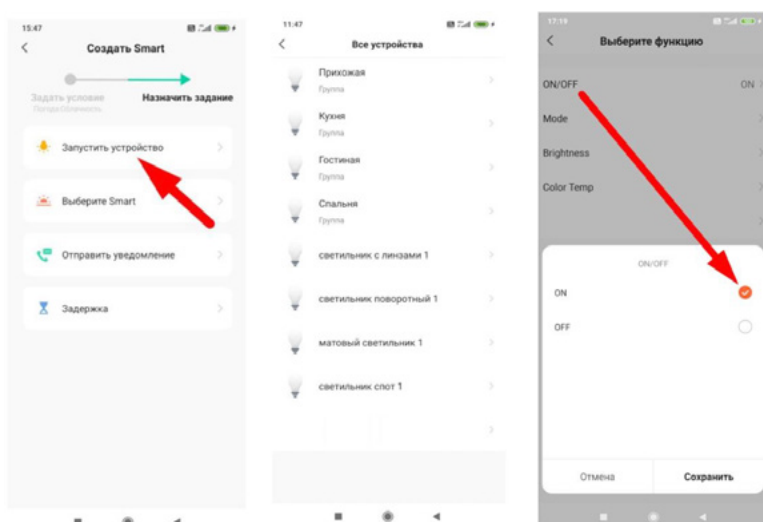 15:47
Создать Smart
Задать условие
Погода:Облачность
Назначить задание
Запустить устройство
Выберите Smart
Отправить уведомление
Задержка
11:47
Все устройства
Прихожая
Группа
Кухня
Группа
Гостиная
Группа
Спальня
Группа
светильник с линзами 1
светильник поворотный 1
матовый светильник 1
светильник спот 1
17:19
Выберите функцию
ON/OFF
ON
Mode
Brightness
Color Temp
ON/OFF
ON
OFF
Отмена
Сохранить